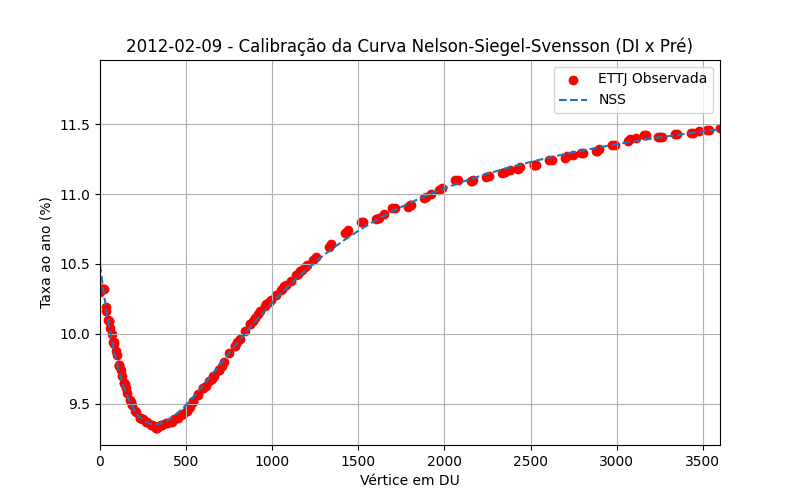 2012-02-09 - Calibração da Curva Nelson-Siegel-Svensson (DI x Pré)
ETTJ Observada
NSS
Taxa ao ano (%)
11.5
11.0
10.5
10.0
9.5
0 500 1000 1500 2000 2500 3000 3500
Vértice em DU